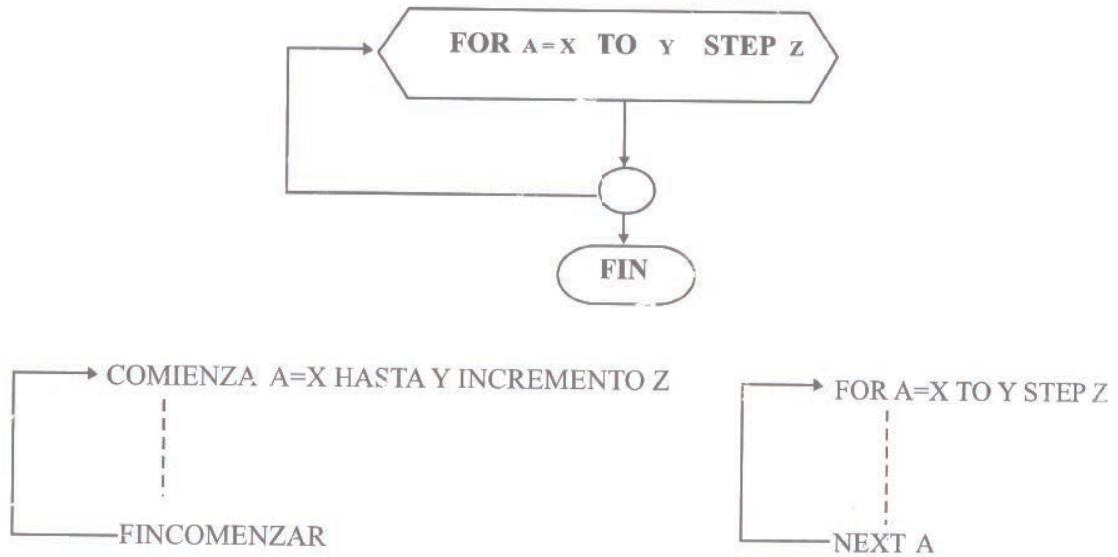 FOR A=X TO Y STEP Z
FIN
COMIENZA A=X HASTA Y INCREMENTO Z
FINCOMENZAR
FOR A=X TO Y STEP Z
NEXT A